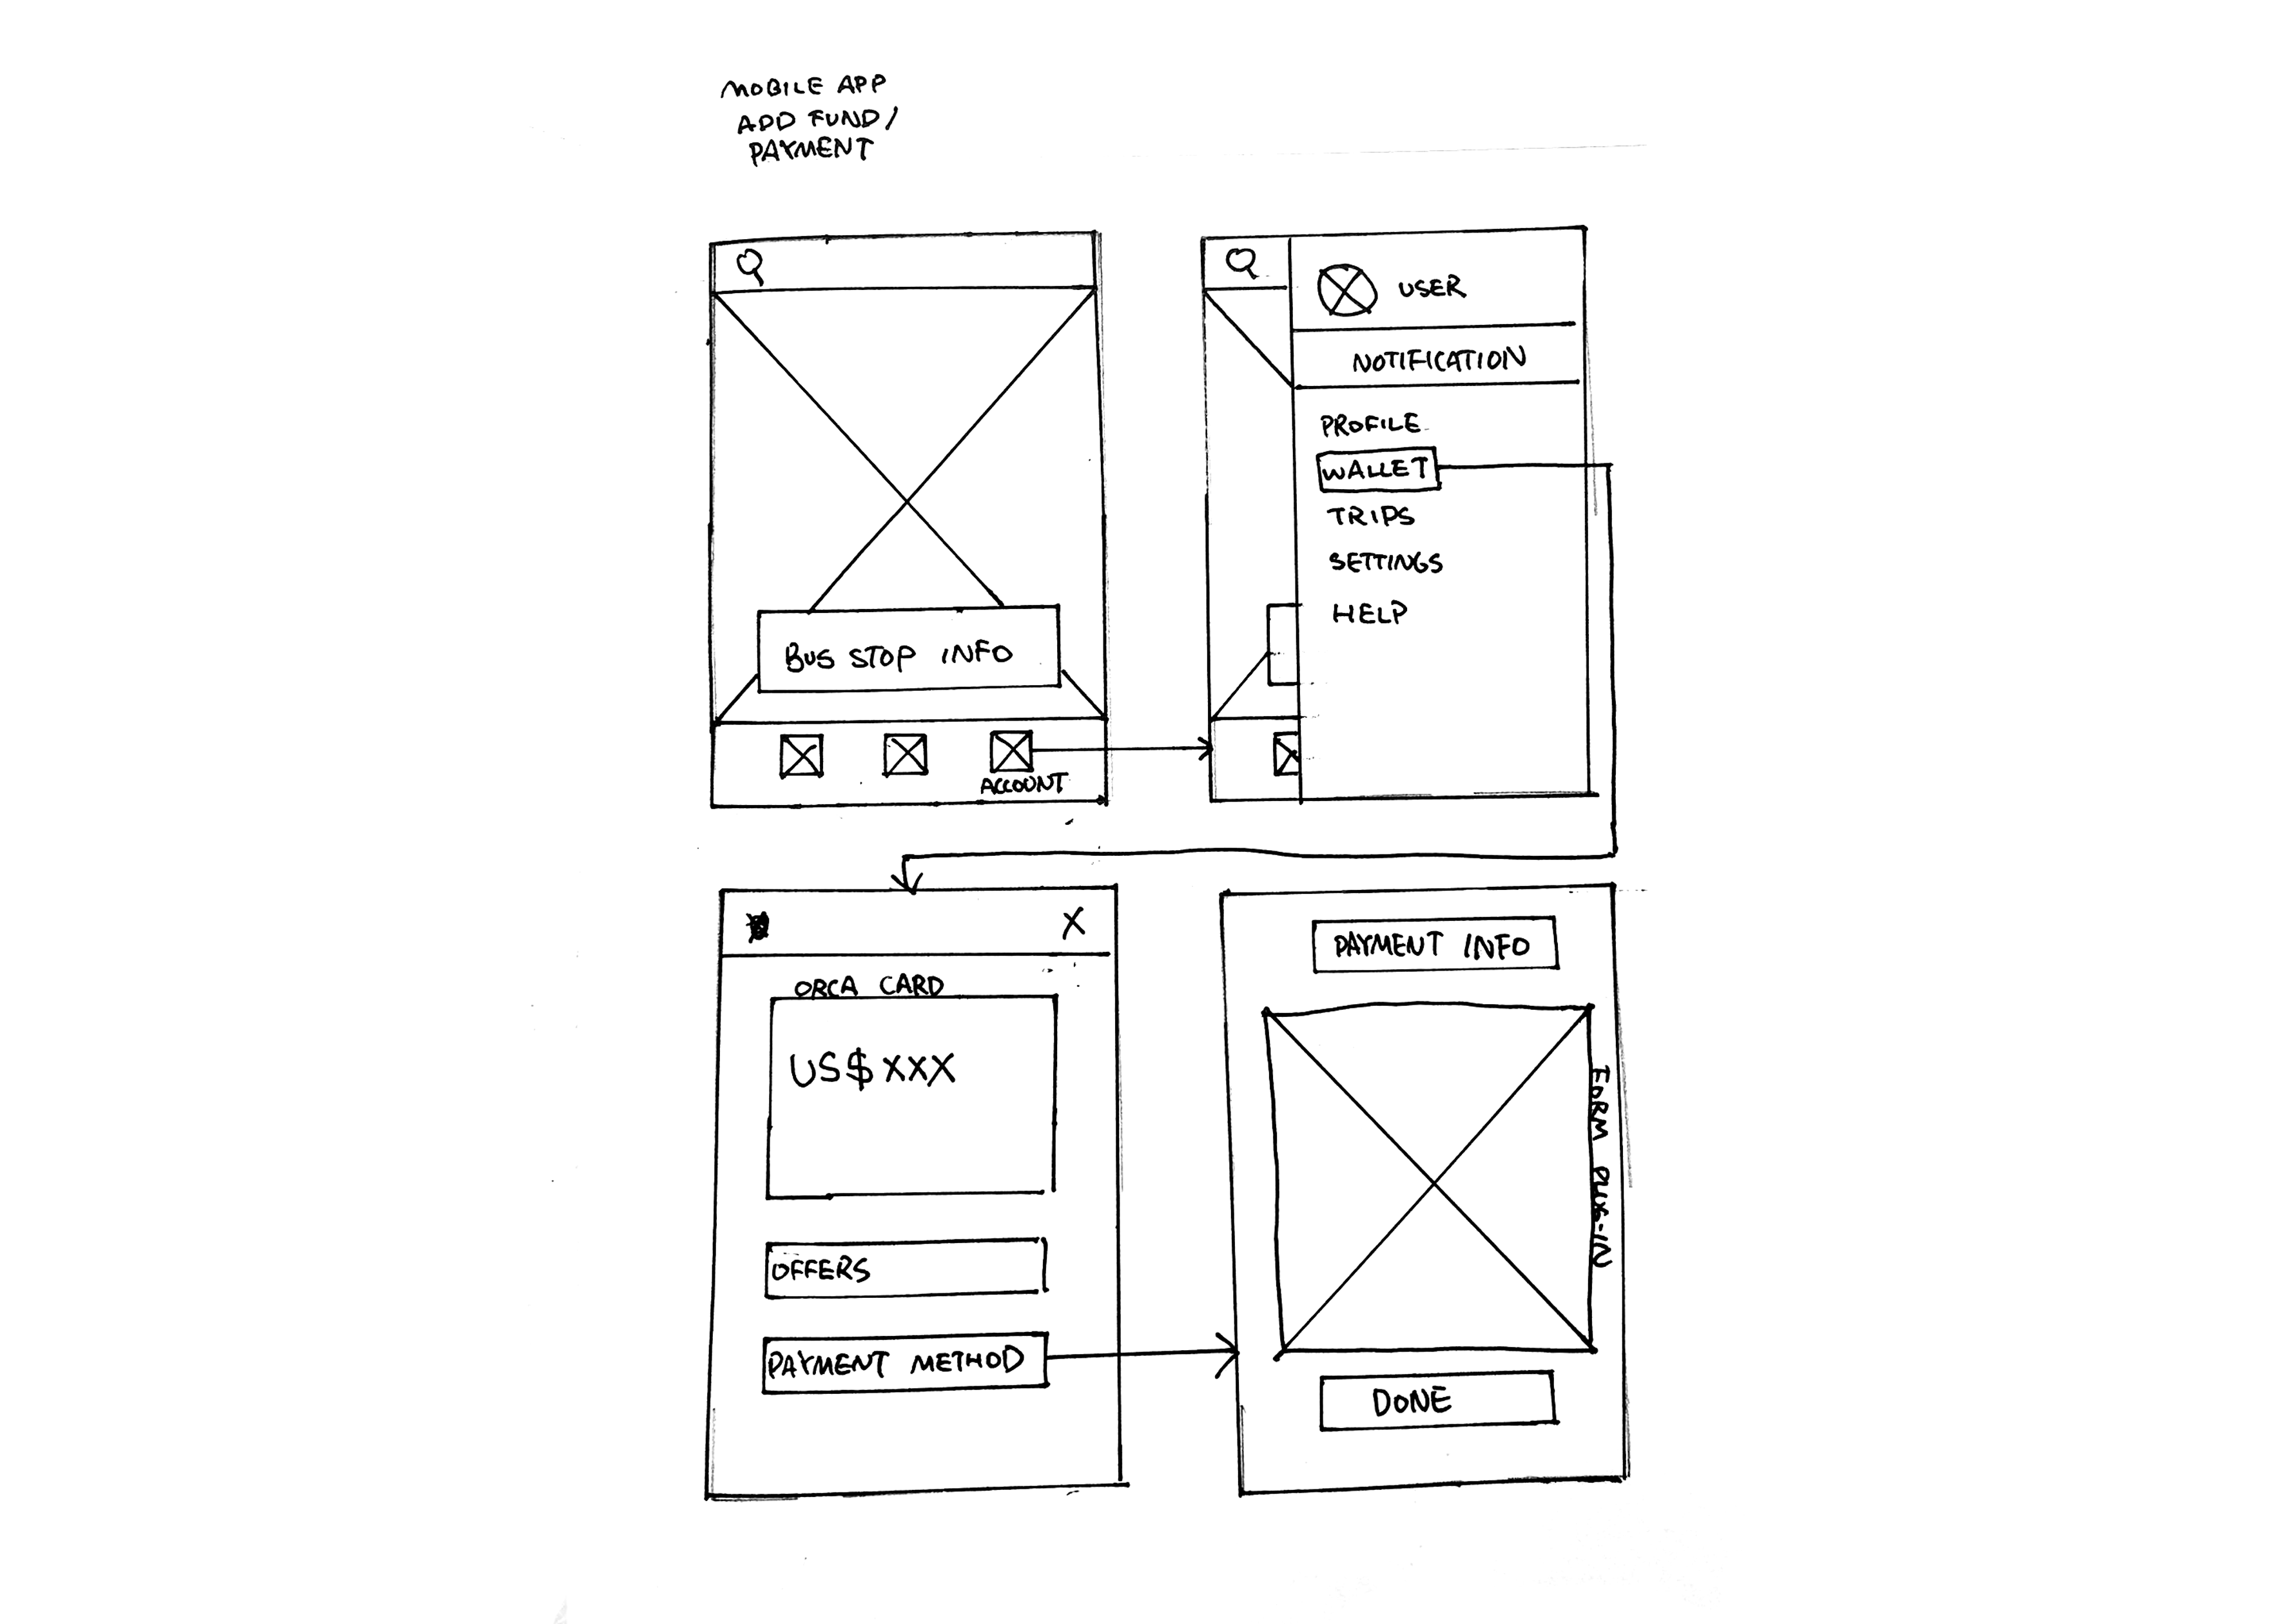 MOBILE APP
ADD FUND/
PAYMENT
BUS STOP INFO
ACCOUNT
USER
NOTIFICATION
PROFILE
WALLET
TRIPS
SETTINGS
HELP
X
ORCA CARD
US$XXX
OFFERS
PAYMENT METHOD
PAYMENT INFO
FORM PLUG-IN
DONE